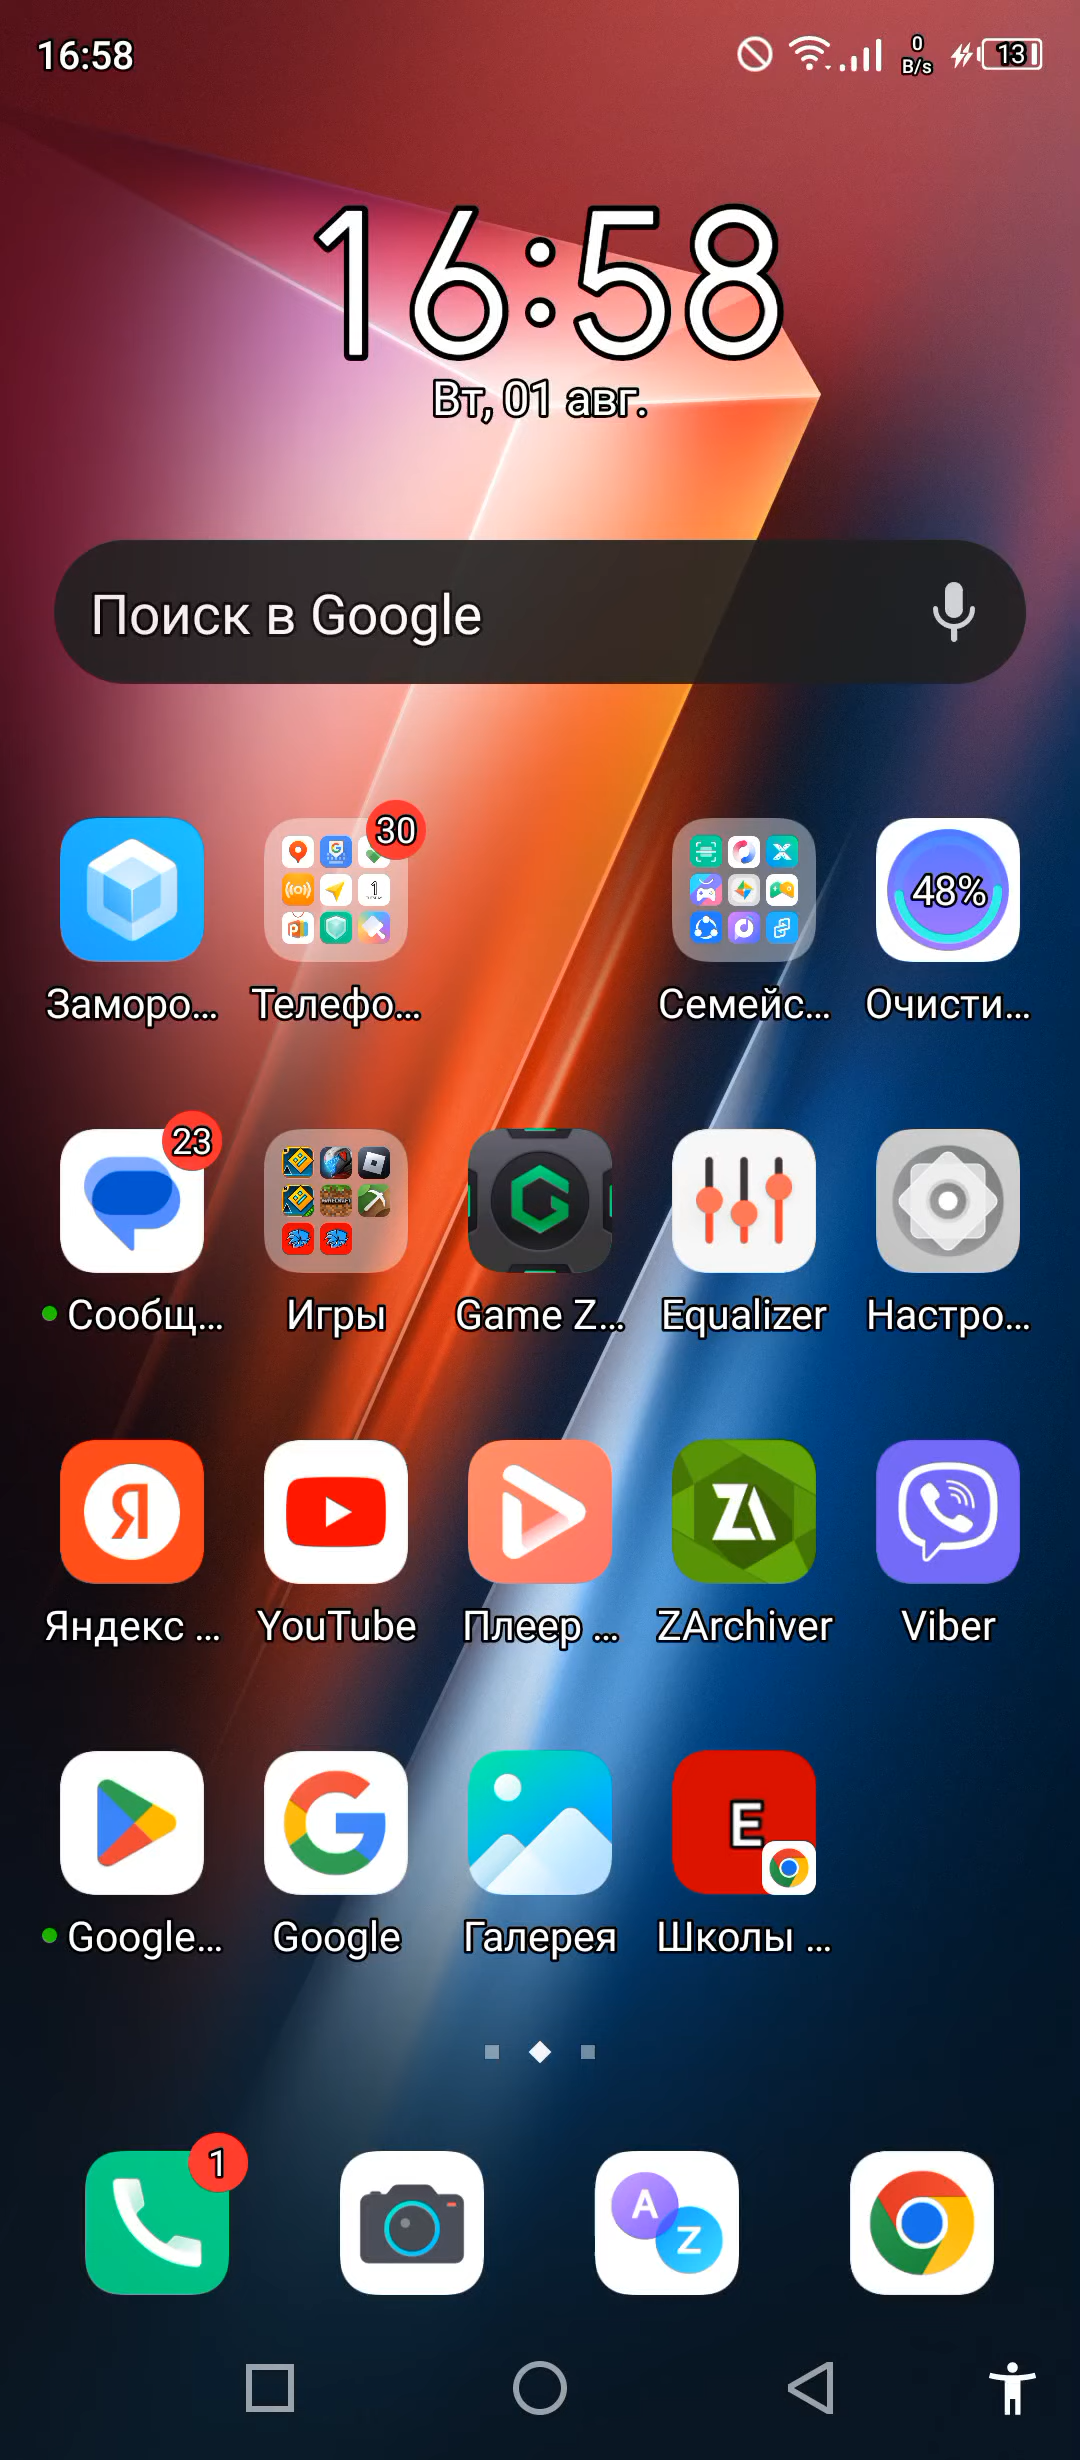 16:58
0
B/s
13
16:58
Вт, 01 авг.
Поиск в Google
30
48%
Заморо...
Телефо...
Семейс...
Очисти...
23
Сообщ...
Игры
Game Z...
Equalizer
Настро...
Я
ZA
Яндекс ...
YouTube
Плеер ...
ZArchiver
Viber
E
Google...
Google
Галерея
Школы ...
1
A
Z